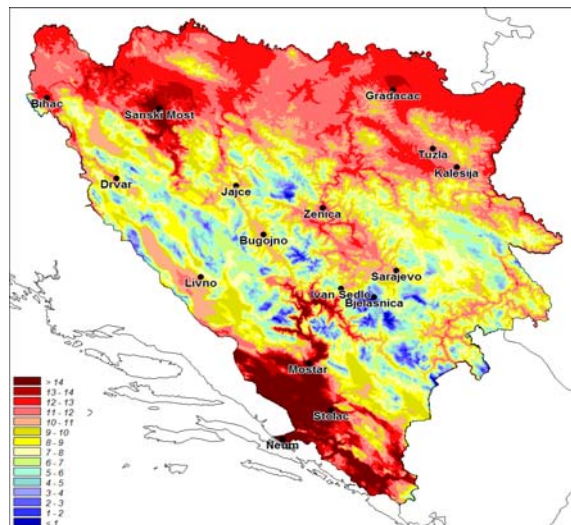 Bihac
Sanski Most
Gradacac
Tuzla
Kalesija
Drvar
Jajce
Zenica
Bugojno
Livno
Sarajevo
Ivan Sedlo
Bjelasnica
Mostar
Stolac
Neum
> 14
13 - 14
12 - 13
11 - 12
10 - 11
9 - 10
8 - 9
7 - 8
6 - 7
5 - 6
4 - 5
3 - 4
2 - 3
1 - 2
< 1